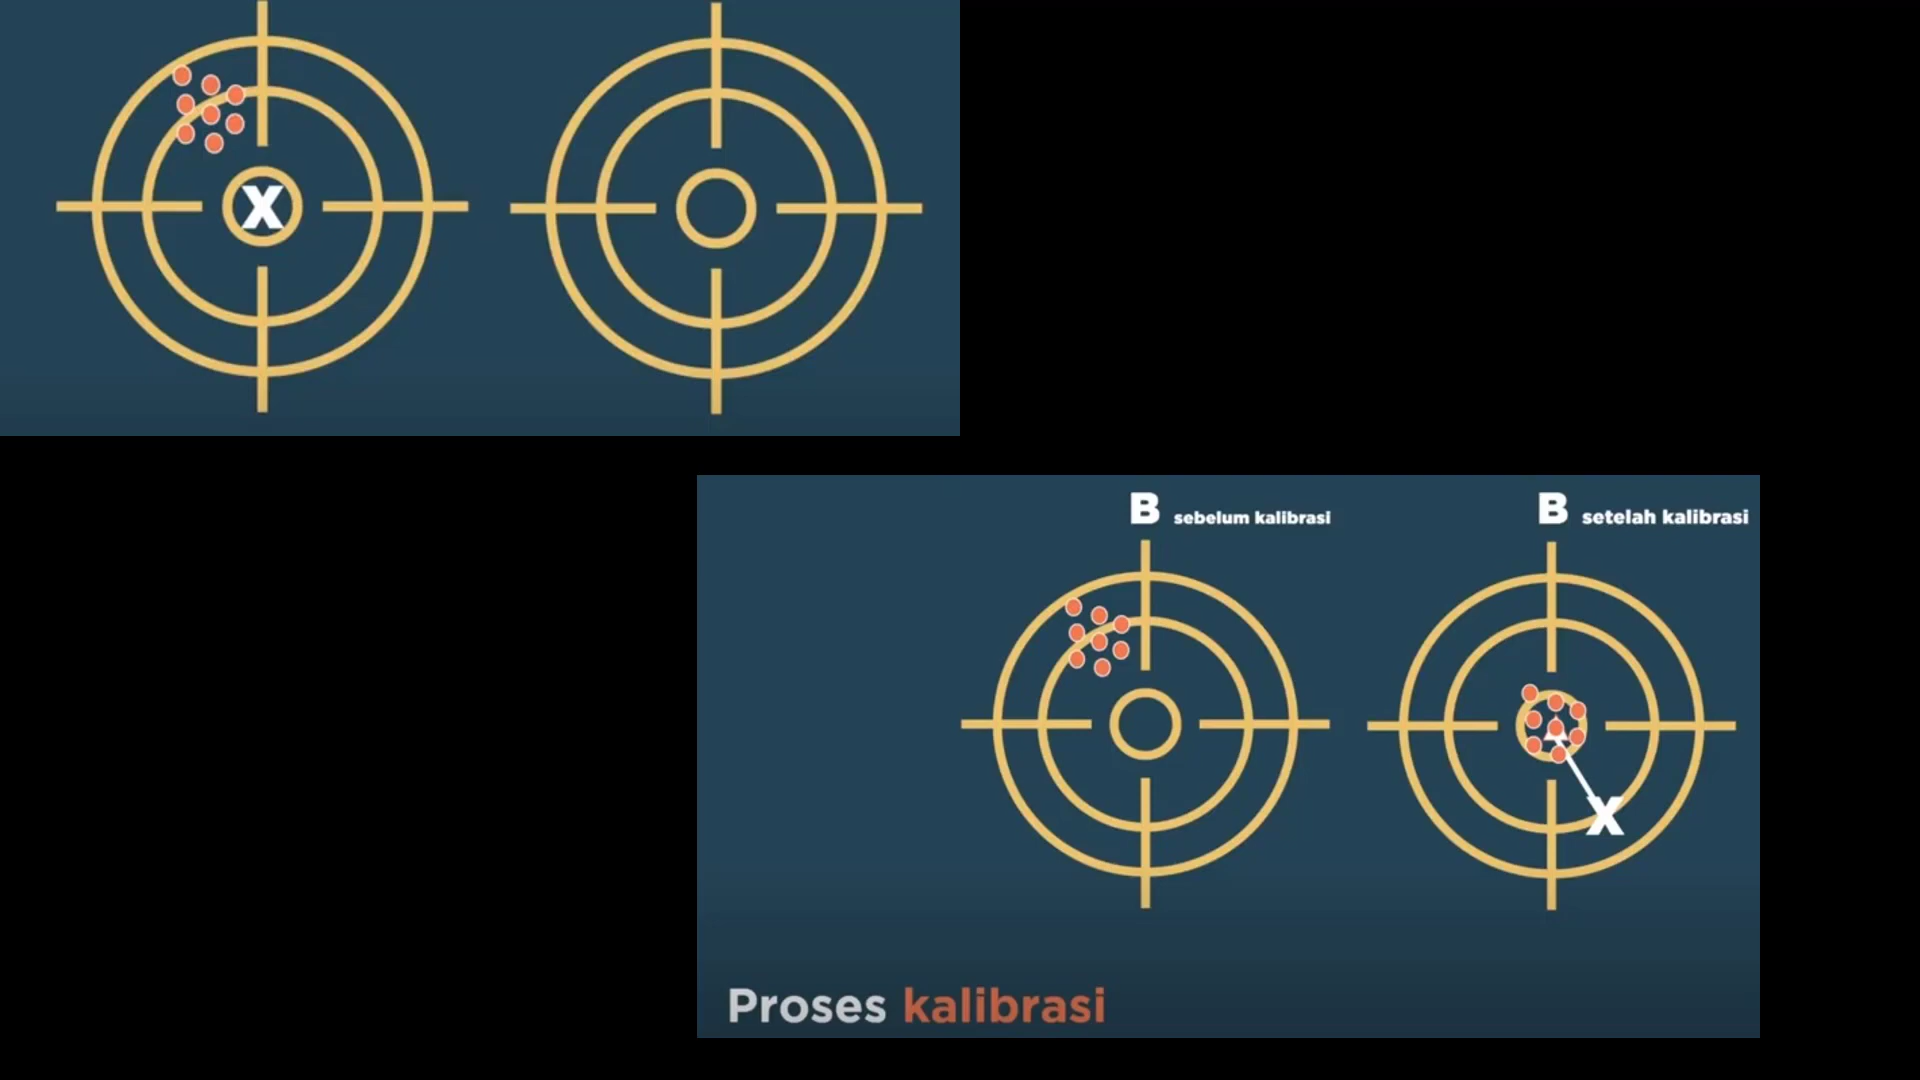 X
B sebelum kalibrasi
B setelah kalibrasi
X
Proses kalibrasi